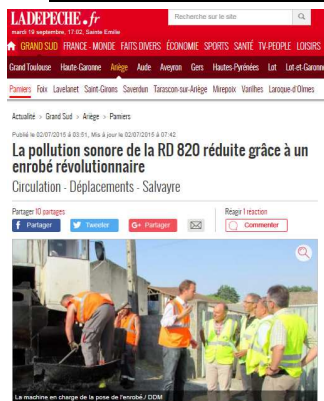 LADEPECHE.fr
Recherche sur le site
mardi 19 septembre, 17:02, Sainte Emilie
GRAND SUD FRANCE - MONDE FAITS DIVERS ÉCONOMIE SPORTS SANTÉ TV-PEOPLE LOISIRS
Grand Toulouse Haute-Garonne Ariège Aude Aveyron Gers Hautes-Pyrénées Lot Lot-et-Garonn
Pamiers Foix Lavelanet Saint-Girons Saverdun Tarascon-sur-Ariège Mirepoix Varilhes Laroque-d'Olmes
Actualité > Grand Sud > Ariège > Pamiers
Publié le 02/07/2015 à 03:51, Mis à jour le 02/07/2015 à 07:42
La pollution sonore de la RD 820 réduite grâce à un
enrobé révolutionnaire
Circulation - Déplacements - Salvayre
Partager 10 partages
Réagir 1 réaction
Partager Tweeter G+ Partager Commenter
La machine en charge de la pose de l'enrobé./ DDM